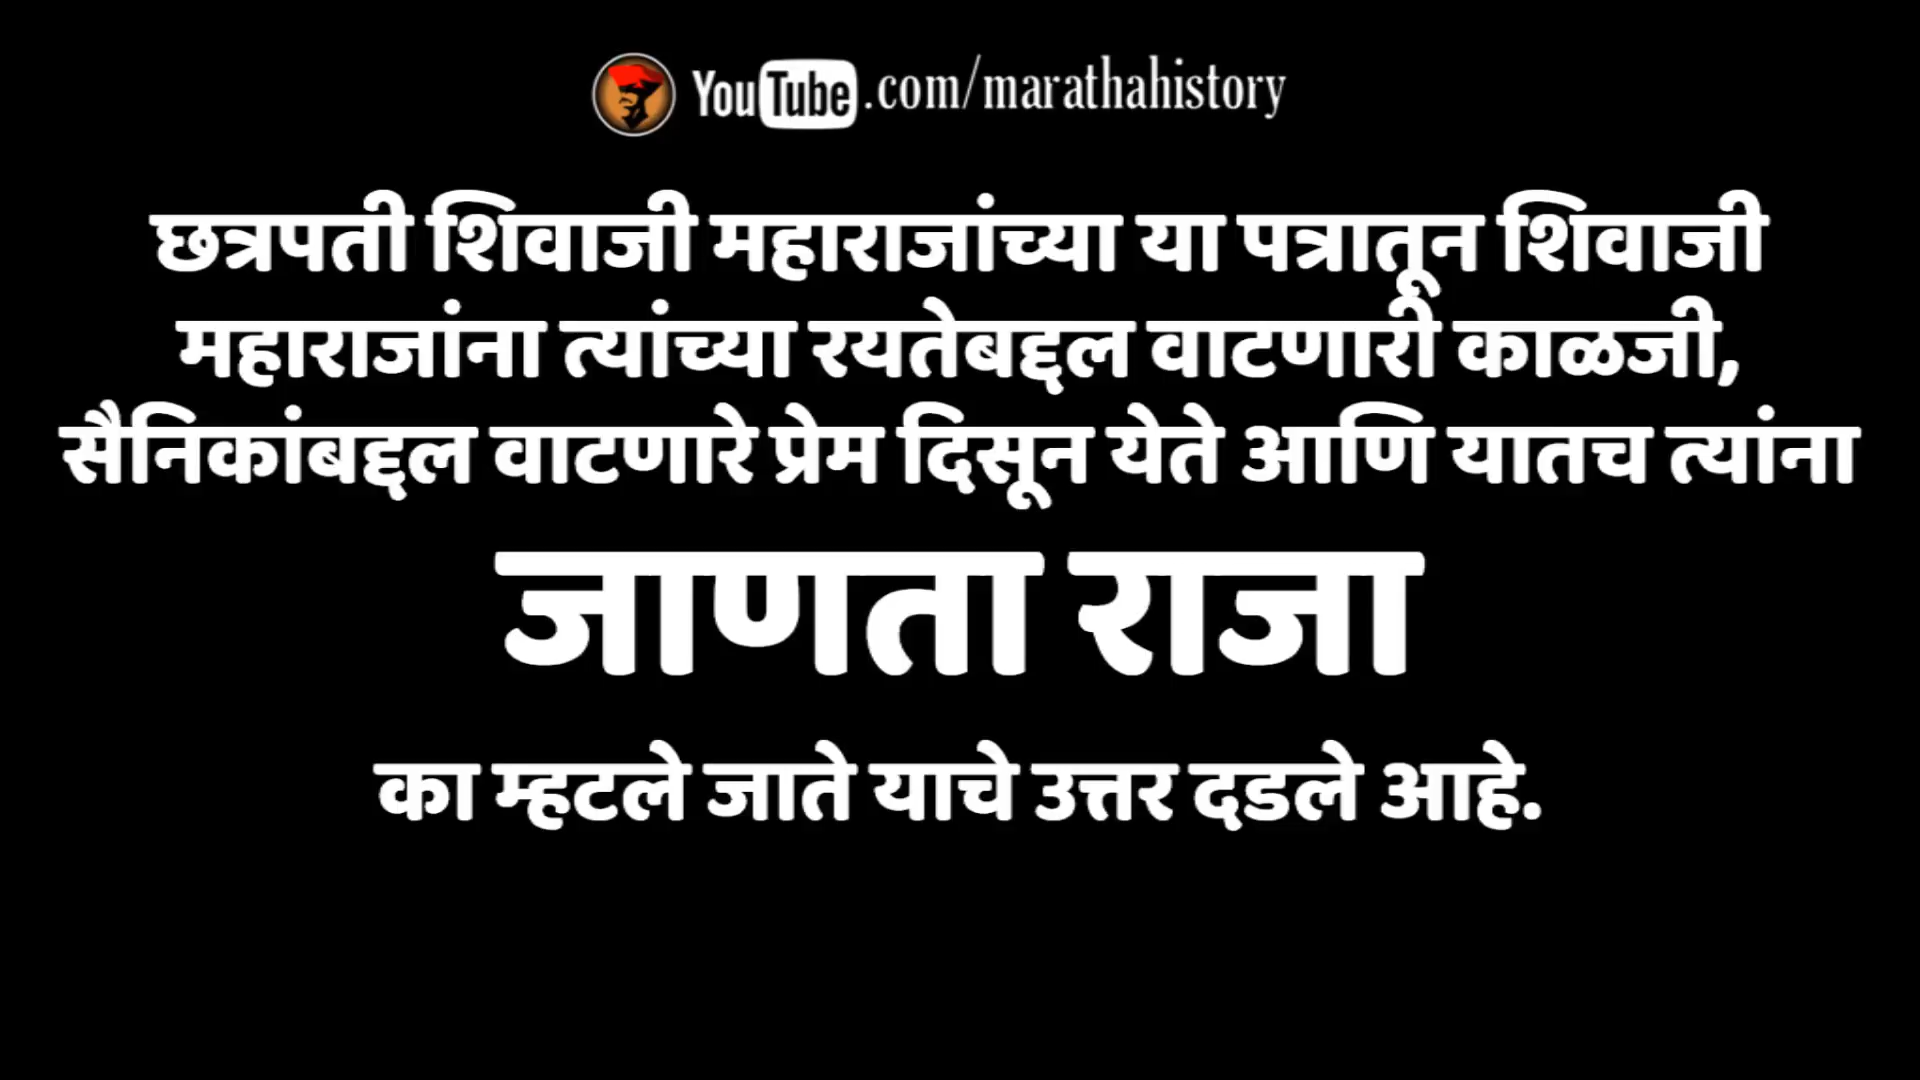 YouTube.com/marathahistory
छत्रपती शिवाजी महाराजांच्या या पत्रातून शिवाजी
महाराजांना त्यांच्या रयतेबद्दल वाटणारी काळजी,
सैनिकांबद्दल वाटणारे प्रेम दिसून येते आणि यातच त्यांना
जाणता राजा
का म्हटले जाते याचे उत्तर दडले आहे.